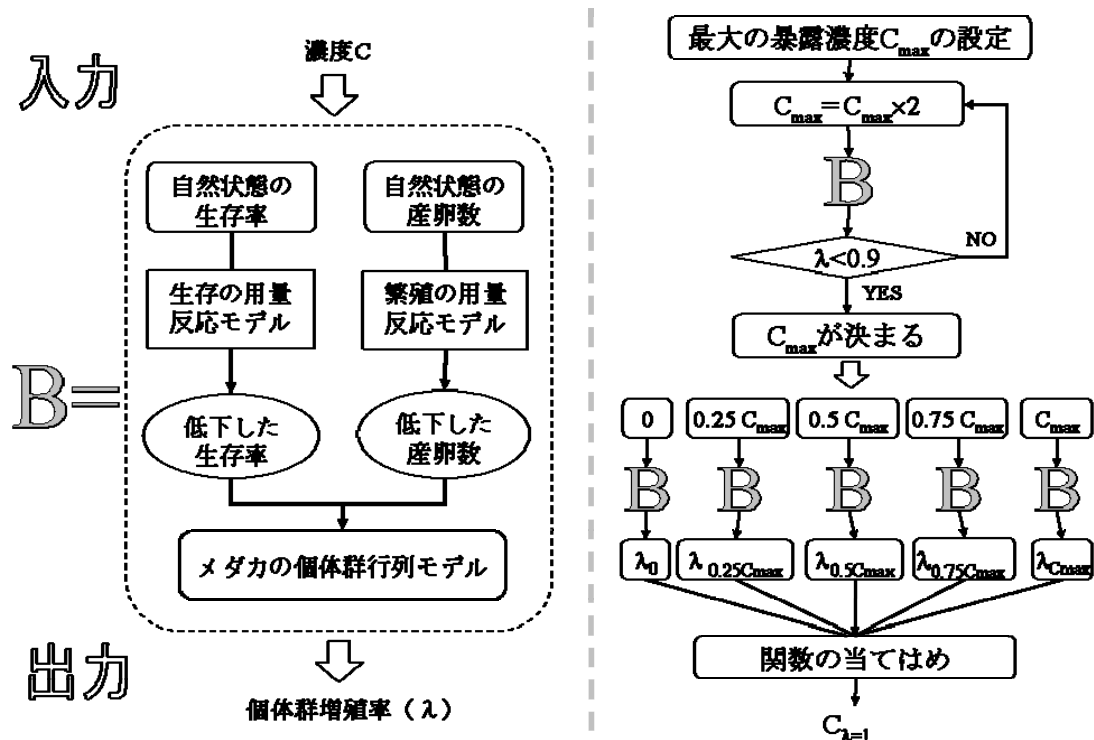 入力
濃度C
自然状態の
生存率
自然状態の
産卵数
生存の用量
反応モデル
繁殖の用量
反応モデル
B=
低下した
生存率
低下した
産卵数
メダカの個体群行列モデル
出力
個体群増殖率(λ)
最大の暴露濃度Cmaxの設定
Cmax=Cmax×2
B
λ<0.9
NO
YES
Cmaxが決まる
0
0.25 Cmax
0.5 Cmax
0.75 Cmax
Cmax
B
B
B
B
B
λ0
λ 0.25Cmax
λ0.5Cmax
λ0.75Cmax
λCmax
関数の当てはめ
Cλ=1